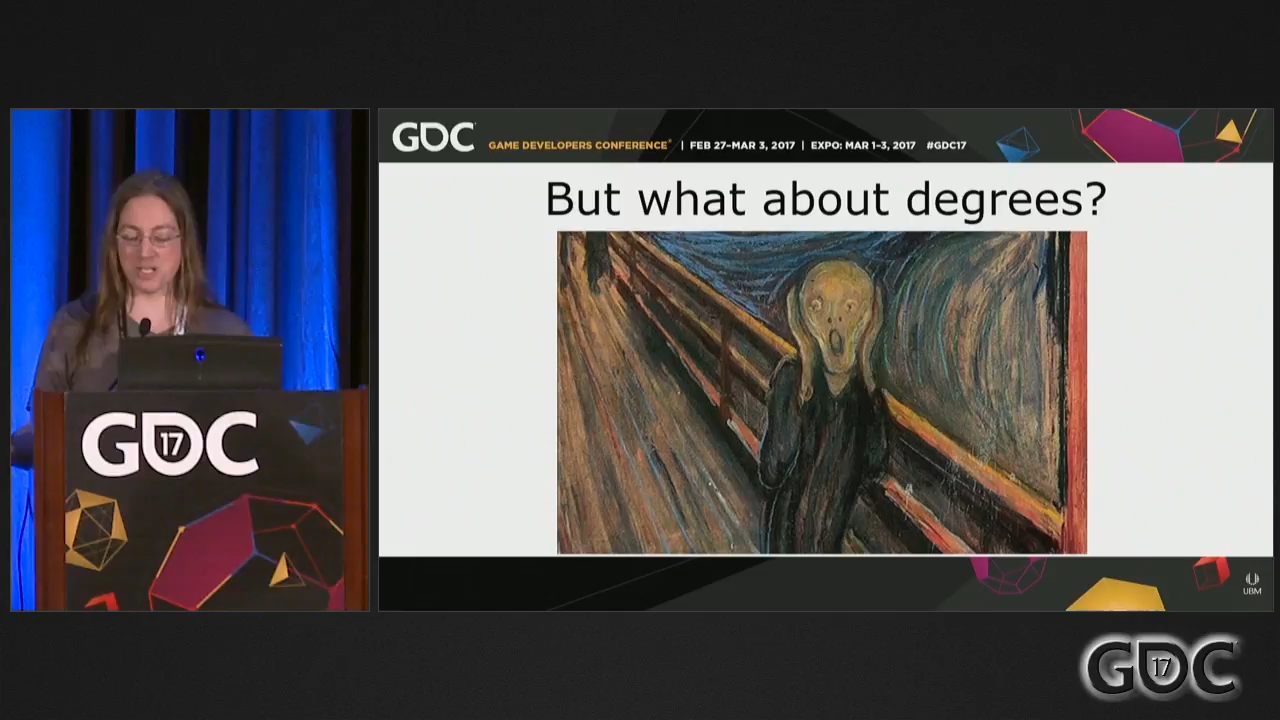 GDC
GAME DEVELOPERS CONFERENCE® | FEB 27–MAR 3, 2017 | EXPO: MAR 1–3, 2017 #GDC17
But what about degrees?
GDC
17
UBM
GDC
17